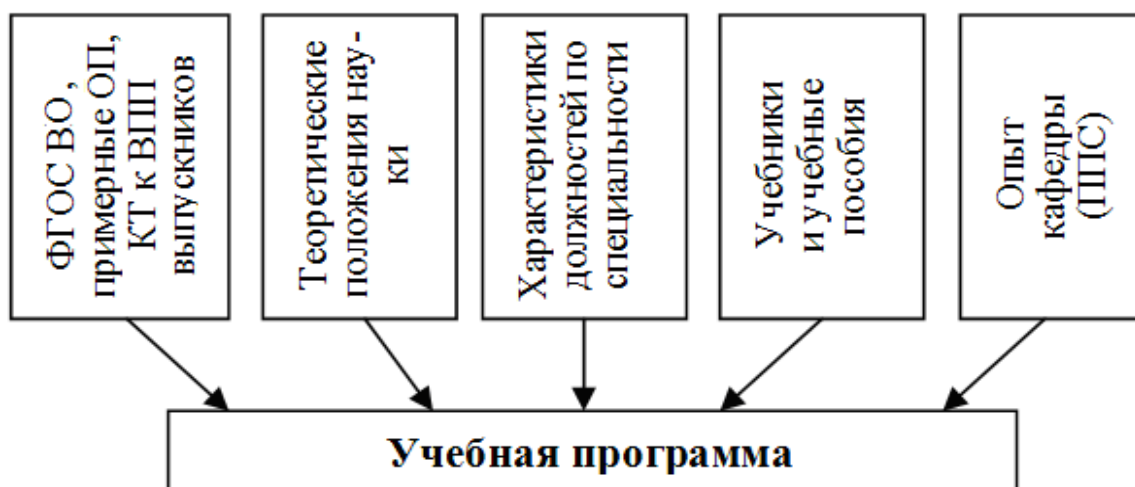 ФГОС ВО ,
примерные ОП,
КТ к ВПП
выпускников
Теоретические
положения нау-
ки
Характеристики
должностей по
специальности
Учебники
и учебные
пособия
Опыт
кафедры
(ППС)
Учебная программа